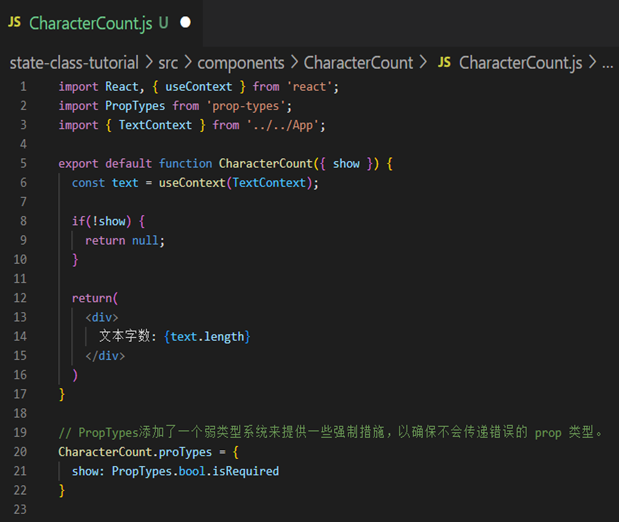 JS CharacterCount.js U ●
state-class-tutorial > src > components > CharacterCount > JS CharacterCount.js > ...
1 import React, { useContext } from 'react';
2 import PropTypes from 'prop-types';
3 import { TextContext } from '../../App';
4
5 export default function CharacterCount({ show }) {
6 const text = useContext(TextContext);
7
8 if(!show) {
9 return null;
10 }
11
12 return(
13 <div>
14 文本字数: {text.length}
15 </div>
16 )
17 }
18
19 // PropTypes添加了一个弱类型系统来提供一些强制措施，以确保不会传递错误的 prop 类型。
20 CharacterCount.proTypes = {
21 show: PropTypes.bool.isRequired
22 }
23